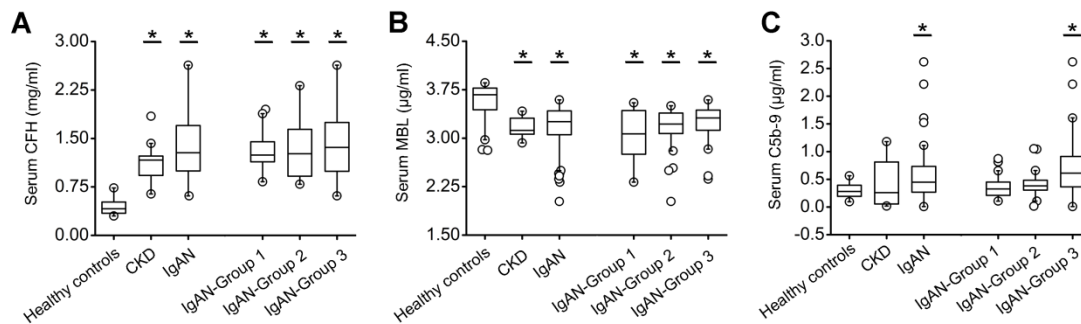 A
Serum CFH (mg/ml)
3.00
2.25
1.50
0.75
0.00
* * * * *
Healthy controls
CKD
IgAN
IgAN-Group 1
IgAN-Group 2
IgAN-Group 3
B
Serum MBL (μg/ml)
4.50
3.75
3.00
2.25
1.50
* * * * *
Healthy controls
CKD
IgAN
IgAN-Group 1
IgAN-Group 2
IgAN-Group 3
C
Serum C5b-9 (μg/ml)
3.0
2.5
2.0
1.5
1.0
0.5
0.0
-0.5
* *
Healthy controls
CKD
IgAN
IgAN-Group 1
IgAN-Group 2
IgAN-Group 3